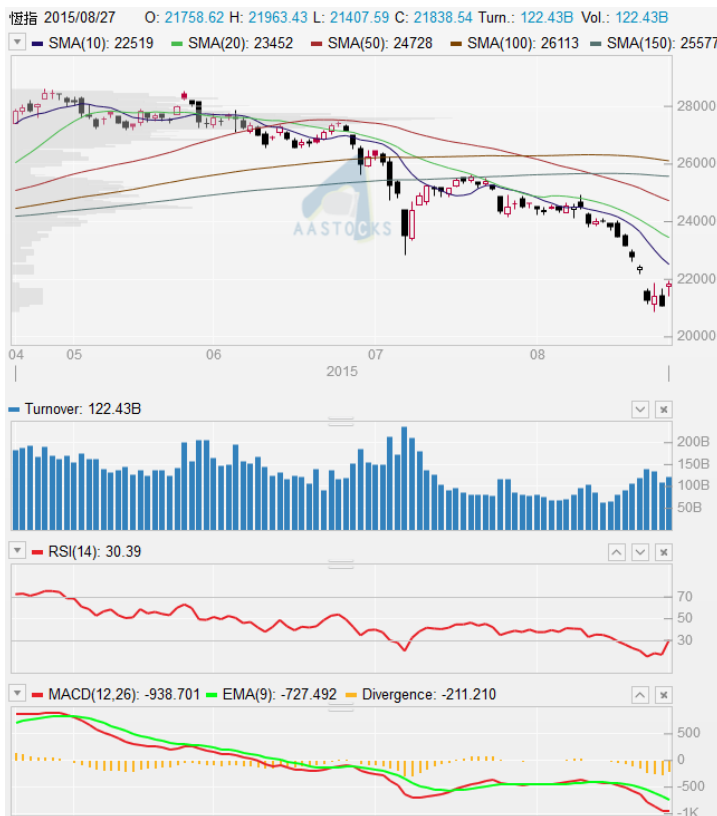 恆指 2015/08/27 O: 21758.62 H: 21963.43 L: 21407.59 C: 21838.54 Turn.: 122.43B Vol.: 122.43B
SMA(10): 22519 SMA(20): 23452 SMA(50): 24728 SMA(100): 26113 SMA(150): 25577
28000
26000
24000
22000
20000
AASTOCKS
04 05 06 07 08
2015
Turnover: 122.43B
200B
150B
100B
50B
RSI(14): 30.39
70
50
30
MACD(12,26): -938.701 EMA(9): -727.492 Divergence: -211.210
500
0
-500
-1K